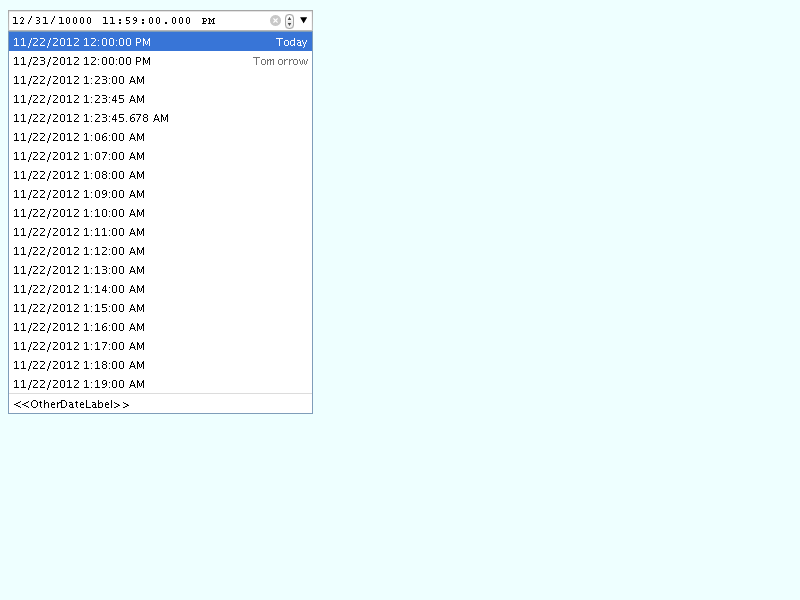 12/31/10000 11:59:00.000 PM
11/22/2012 12:00:00 PM Today
11/23/2012 12:00:00 PM Tomorrow
11/22/2012 1:23:00 AM
11/22/2012 1:23:45 AM
11/22/2012 1:23:45.678 AM
11/22/2012 1:06:00 AM
11/22/2012 1:07:00 AM
11/22/2012 1:08:00 AM
11/22/2012 1:09:00 AM
11/22/2012 1:10:00 AM
11/22/2012 1:11:00 AM
11/22/2012 1:12:00 AM
11/22/2012 1:13:00 AM
11/22/2012 1:14:00 AM
11/22/2012 1:15:00 AM
11/22/2012 1:16:00 AM
11/22/2012 1:17:00 AM
11/22/2012 1:18:00 AM
11/22/2012 1:19:00 AM
<<OtherDateLabel>>